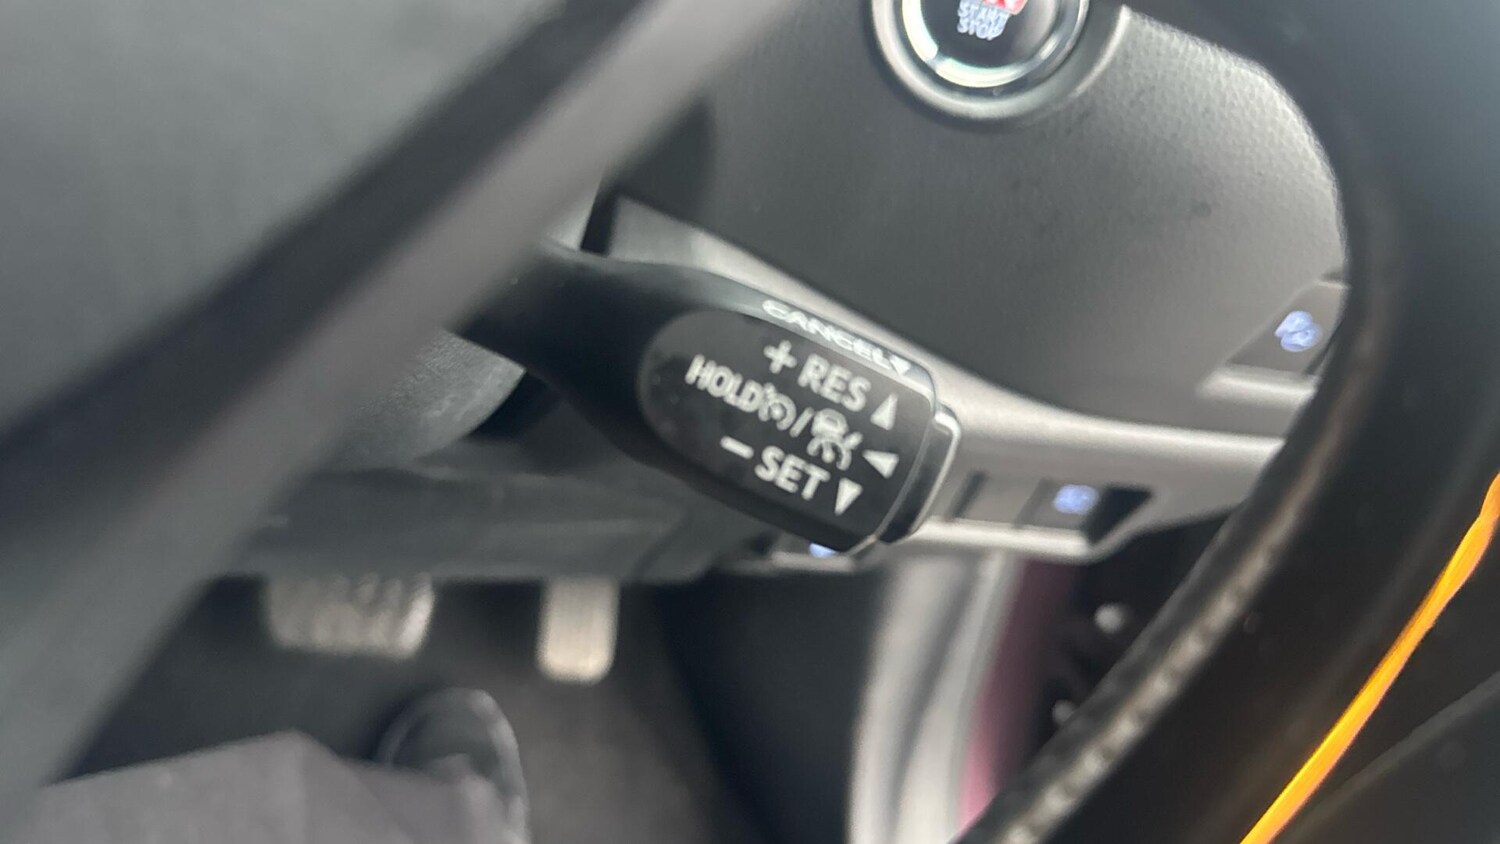 START
STOP
CANCEL
+ RES
HOLD /
- SET